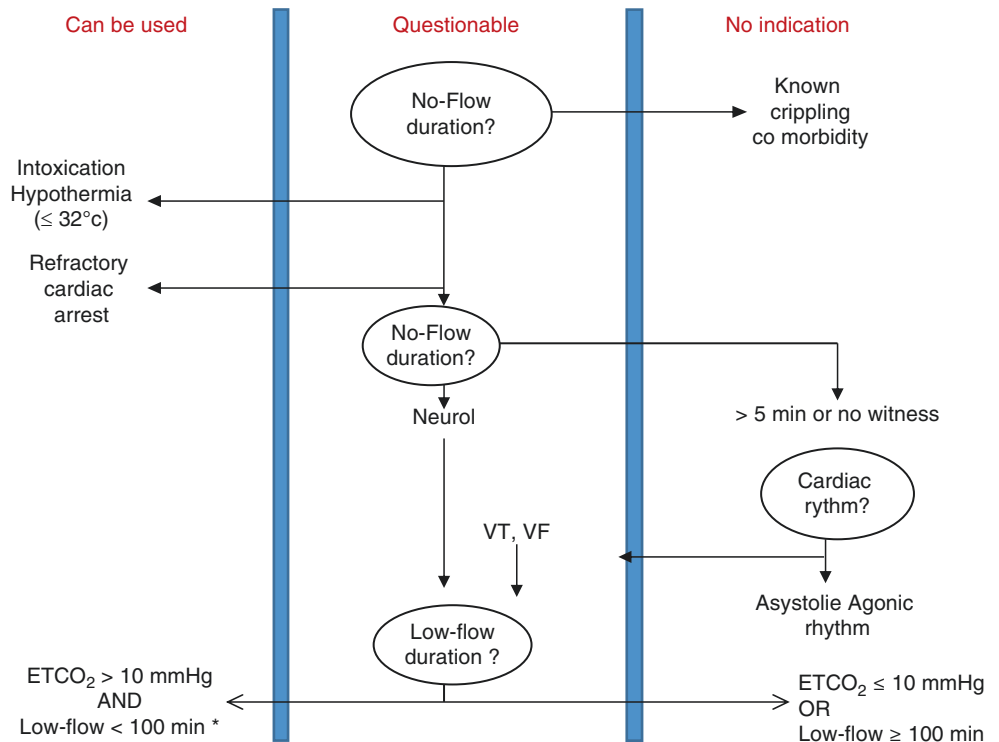 Can be used
Questionable
No indication
No-Flow
duration?
Known
crippling
co morbidity
Intoxication
Hypothermia
(≤ 32°c)
Refractory
cardiac
arrest
No-Flow
duration?
Neurol
> 5 min or no witness
Cardiac
rythm?
VT, VF
Asystolie Agonic
rhythm
Low-flow
duration ?
ETCO₂ > 10 mmHg
AND
Low-flow < 100 min *
ETCO₂ ≤ 10 mmHg
OR
Low-flow ≥ 100 min